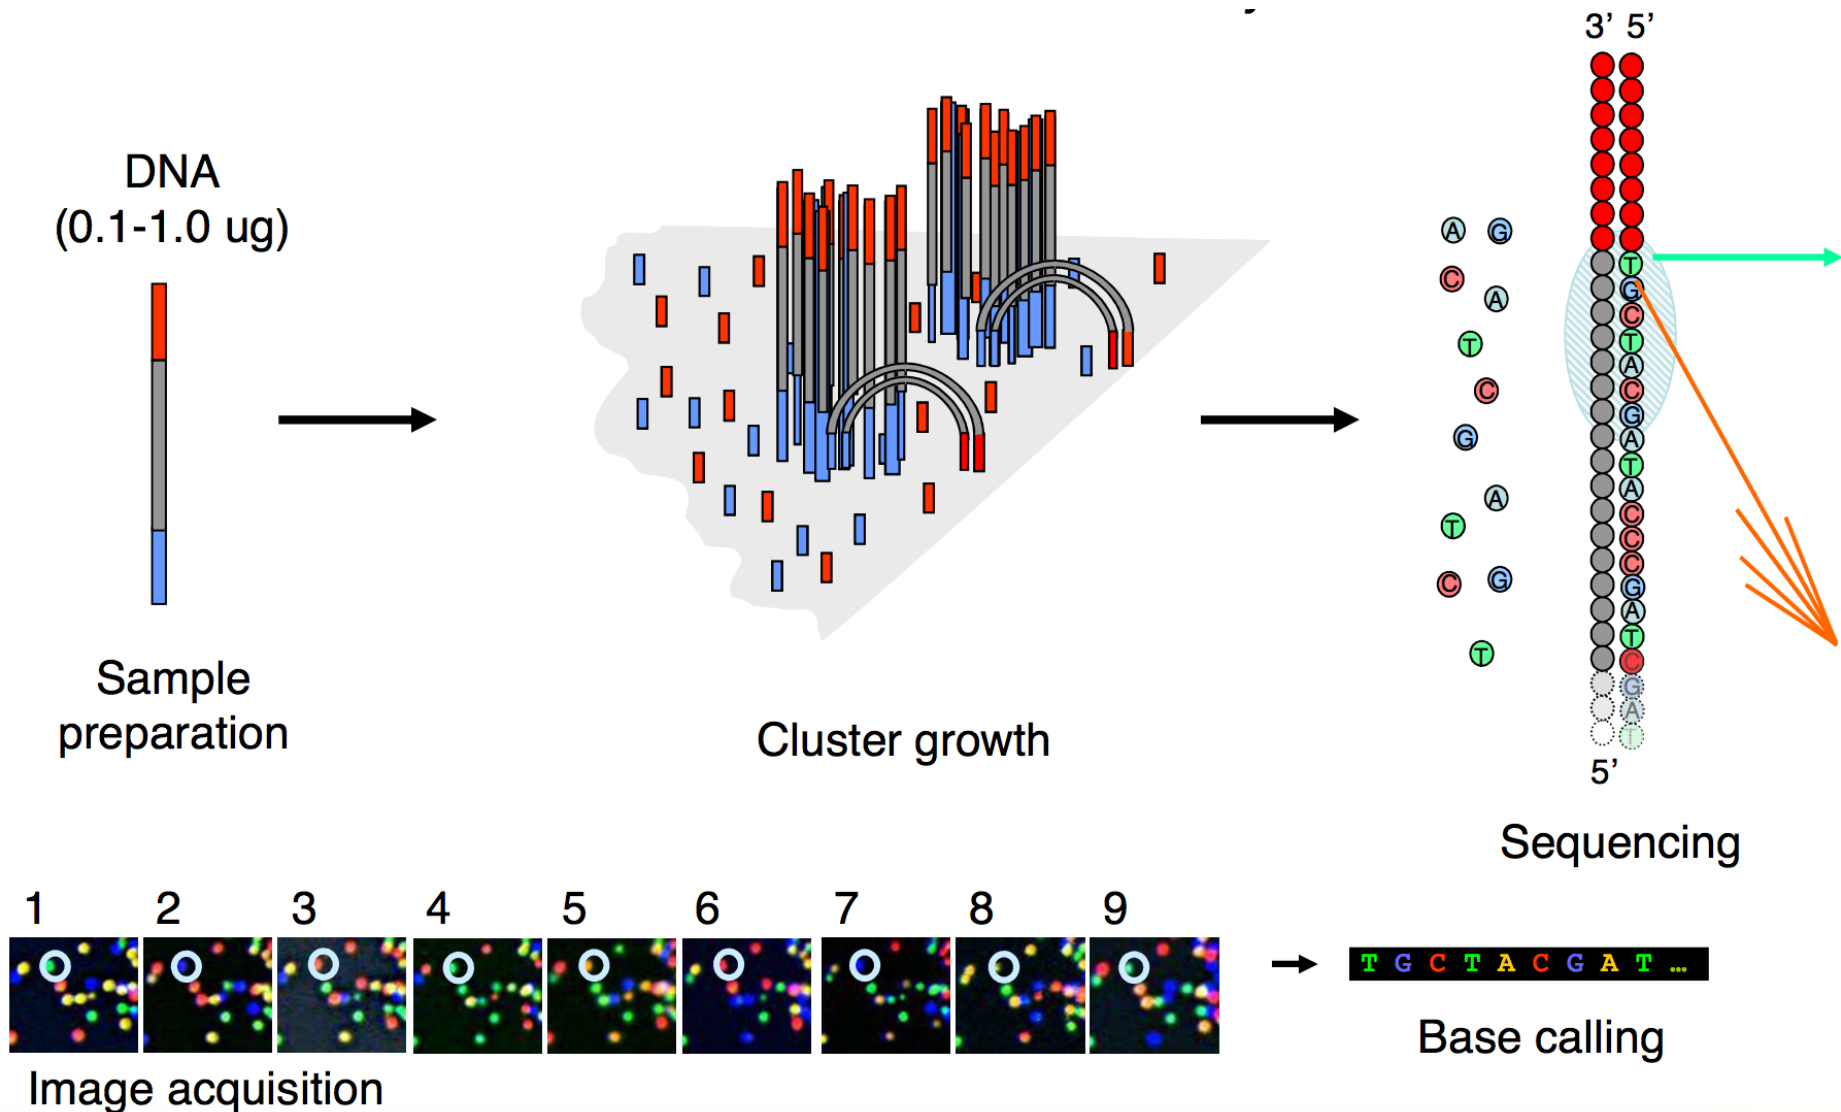 DNA
(0.1-1.0 ug)
Sample
preparation
Cluster growth
3’ 5’
A G
C
A
T
C
G
A
T
C G
T
T
G
C
T
A
C
G
A
T
A
C
C
C
G
A
T
C
G
A
T
5’
Sequencing
1 2 3 4 5 6 7 8 9
Image acquisition
T G C T A C G A T ...
Base calling